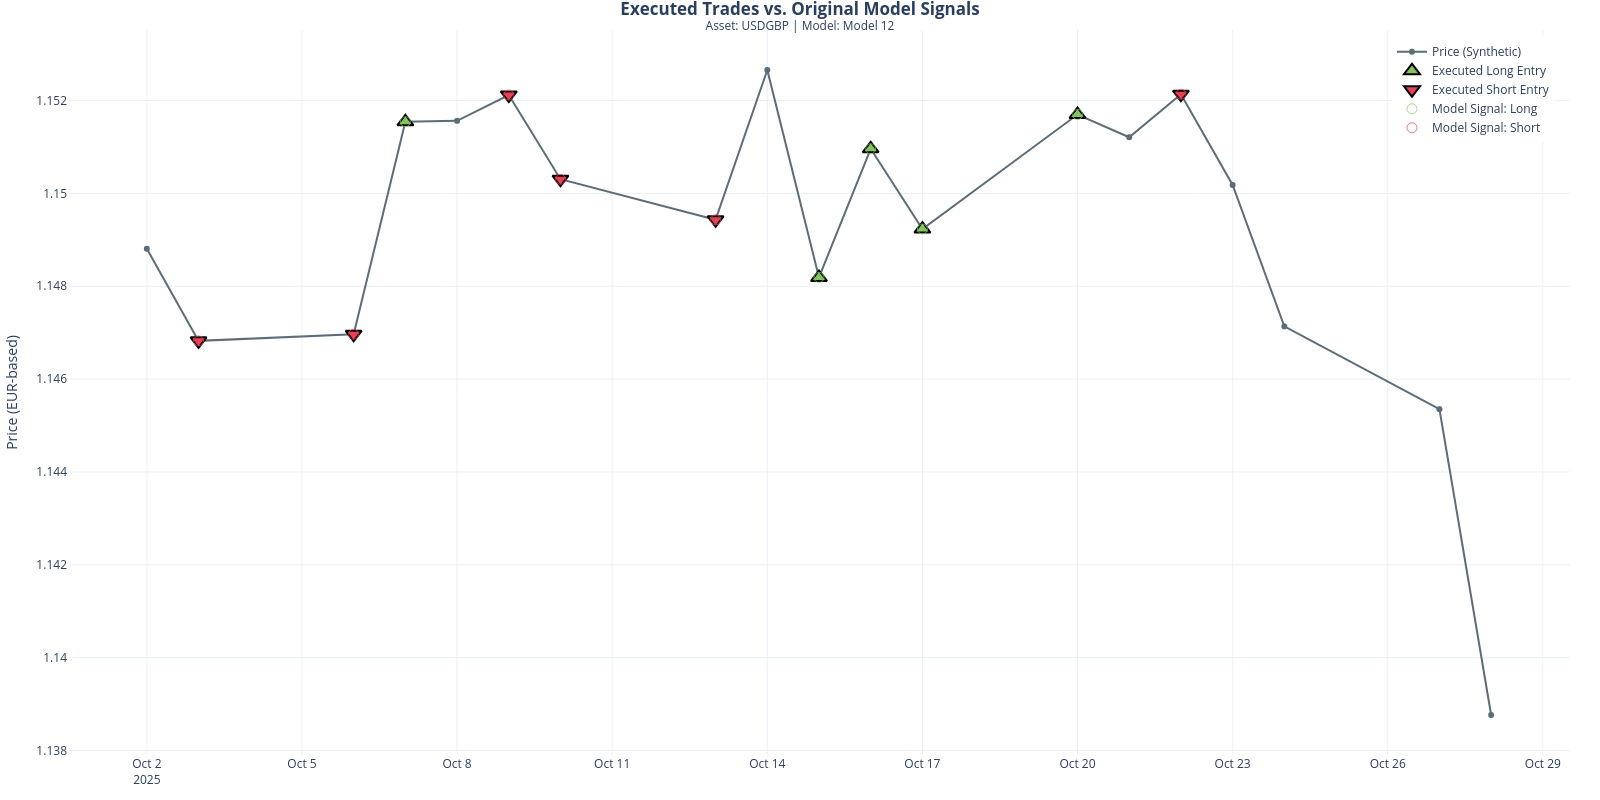 Executed Trades vs. Original Model Signals
Asset: USDGBP | Model: Model 12
Price (Synthetic)
Executed Long Entry
Executed Short Entry
Model Signal: Long
Model Signal: Short
Price (EUR-based)
1.152
1.15
1.148
1.146
1.144
1.142
1.14
1.138
Oct 2 Oct 5 Oct 8 Oct 11 Oct 14 Oct 17 Oct 20 Oct 23 Oct 26 Oct 29
2025